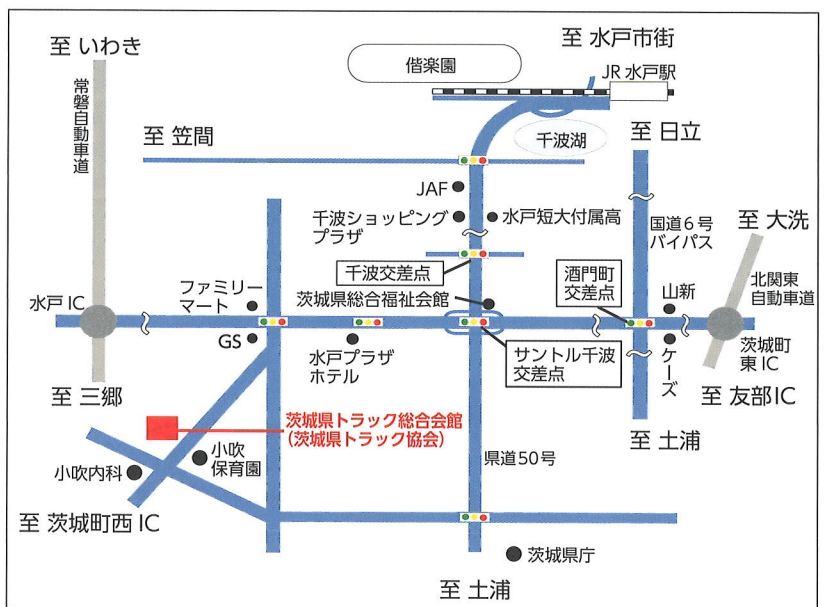 至 水戸市街
至 いわき
偕楽園
JR 水戸駅
常磐自動車道
至 笠間
千波湖
至 日立
JAF
千波ショッピング
プラザ
水戸短大付属高
国道6号
バイパス
至 大洗
千波交差点
酒門町
交差点
山新
北関東
自動車道
水戸 IC
ファミリー
マート
茨城県総合福祉会館
GS
水戸プラザ
ホテル
サントル千波
交差点
ケーズ
茨城町
東 IC
至 三郷
至 友部IC
茨城県トラック総合会館
(茨城県トラック協会)
小吹
保育園
至 土浦
小吹内科
県道50号
至 茨城町西 IC
茨城県庁
至 土浦